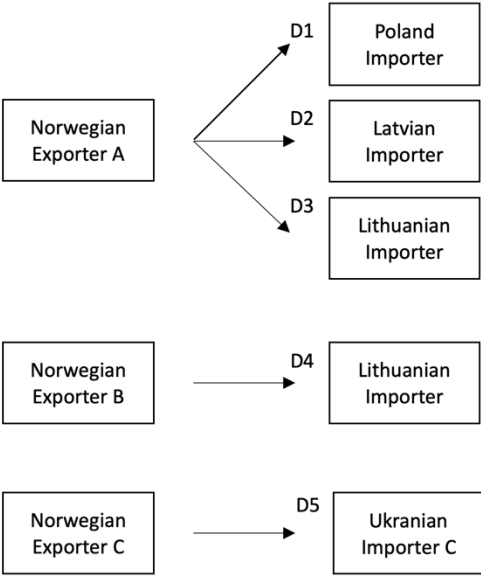 D1
Poland
Importer
Norwegian
Exporter A
D2
Latvian
Importer
D3
Lithuanian
Importer
Norwegian
Exporter B
D4
Lithuanian
Importer
Norwegian
Exporter C
D5
Ukranian
Importer C